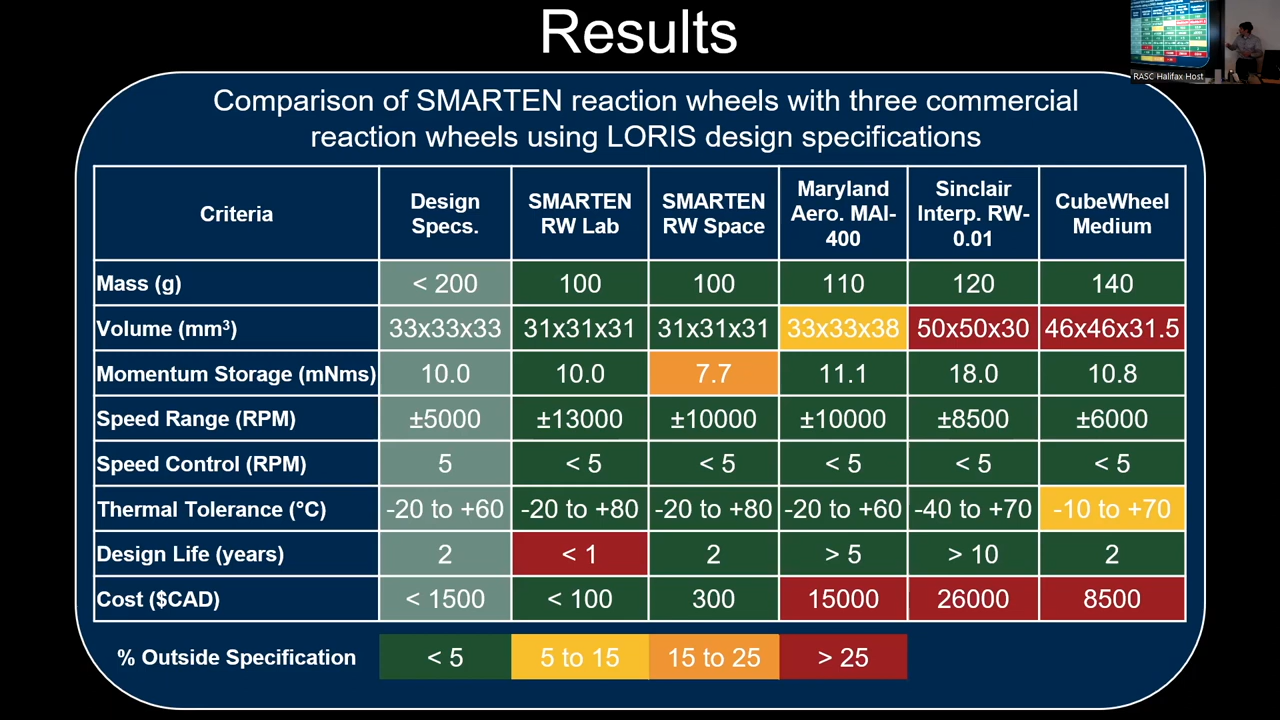 Results
RASC Halifax Host
Comparison of SMARTEN reaction wheels with three commercial
reaction wheels using LORIS design specifications
Criteria
Design
Specs.
SMARTEN
RW Lab
SMARTEN
RW Space
Maryland
Aero. MAI-
400
Sinclair
Interp. RW-
0.01
CubeWheel
Medium
Mass (g) < 200 100 100 110 120 140
Volume (mm³) 33x33x33 31x31x31 31x31x31 33x33x38 50x50x30 46x46x31.5
Momentum Storage (mNms) 10.0 10.0 7.7 11.1 18.0 10.8
Speed Range (RPM) ±5000 ±13000 ±10000 ±10000 ±8500 ±6000
Speed Control (RPM) 5 < 5 < 5 < 5 < 5 < 5
Thermal Tolerance (°C) -20 to +60 -20 to +80 -20 to +80 -20 to +60 -40 to +70 -10 to +70
Design Life (years) 2 < 1 2 > 5 > 10 2
Cost ($CAD) < 1500 < 100 300 15000 26000 8500
% Outside Specification < 5 5 to 15 15 to 25 > 25